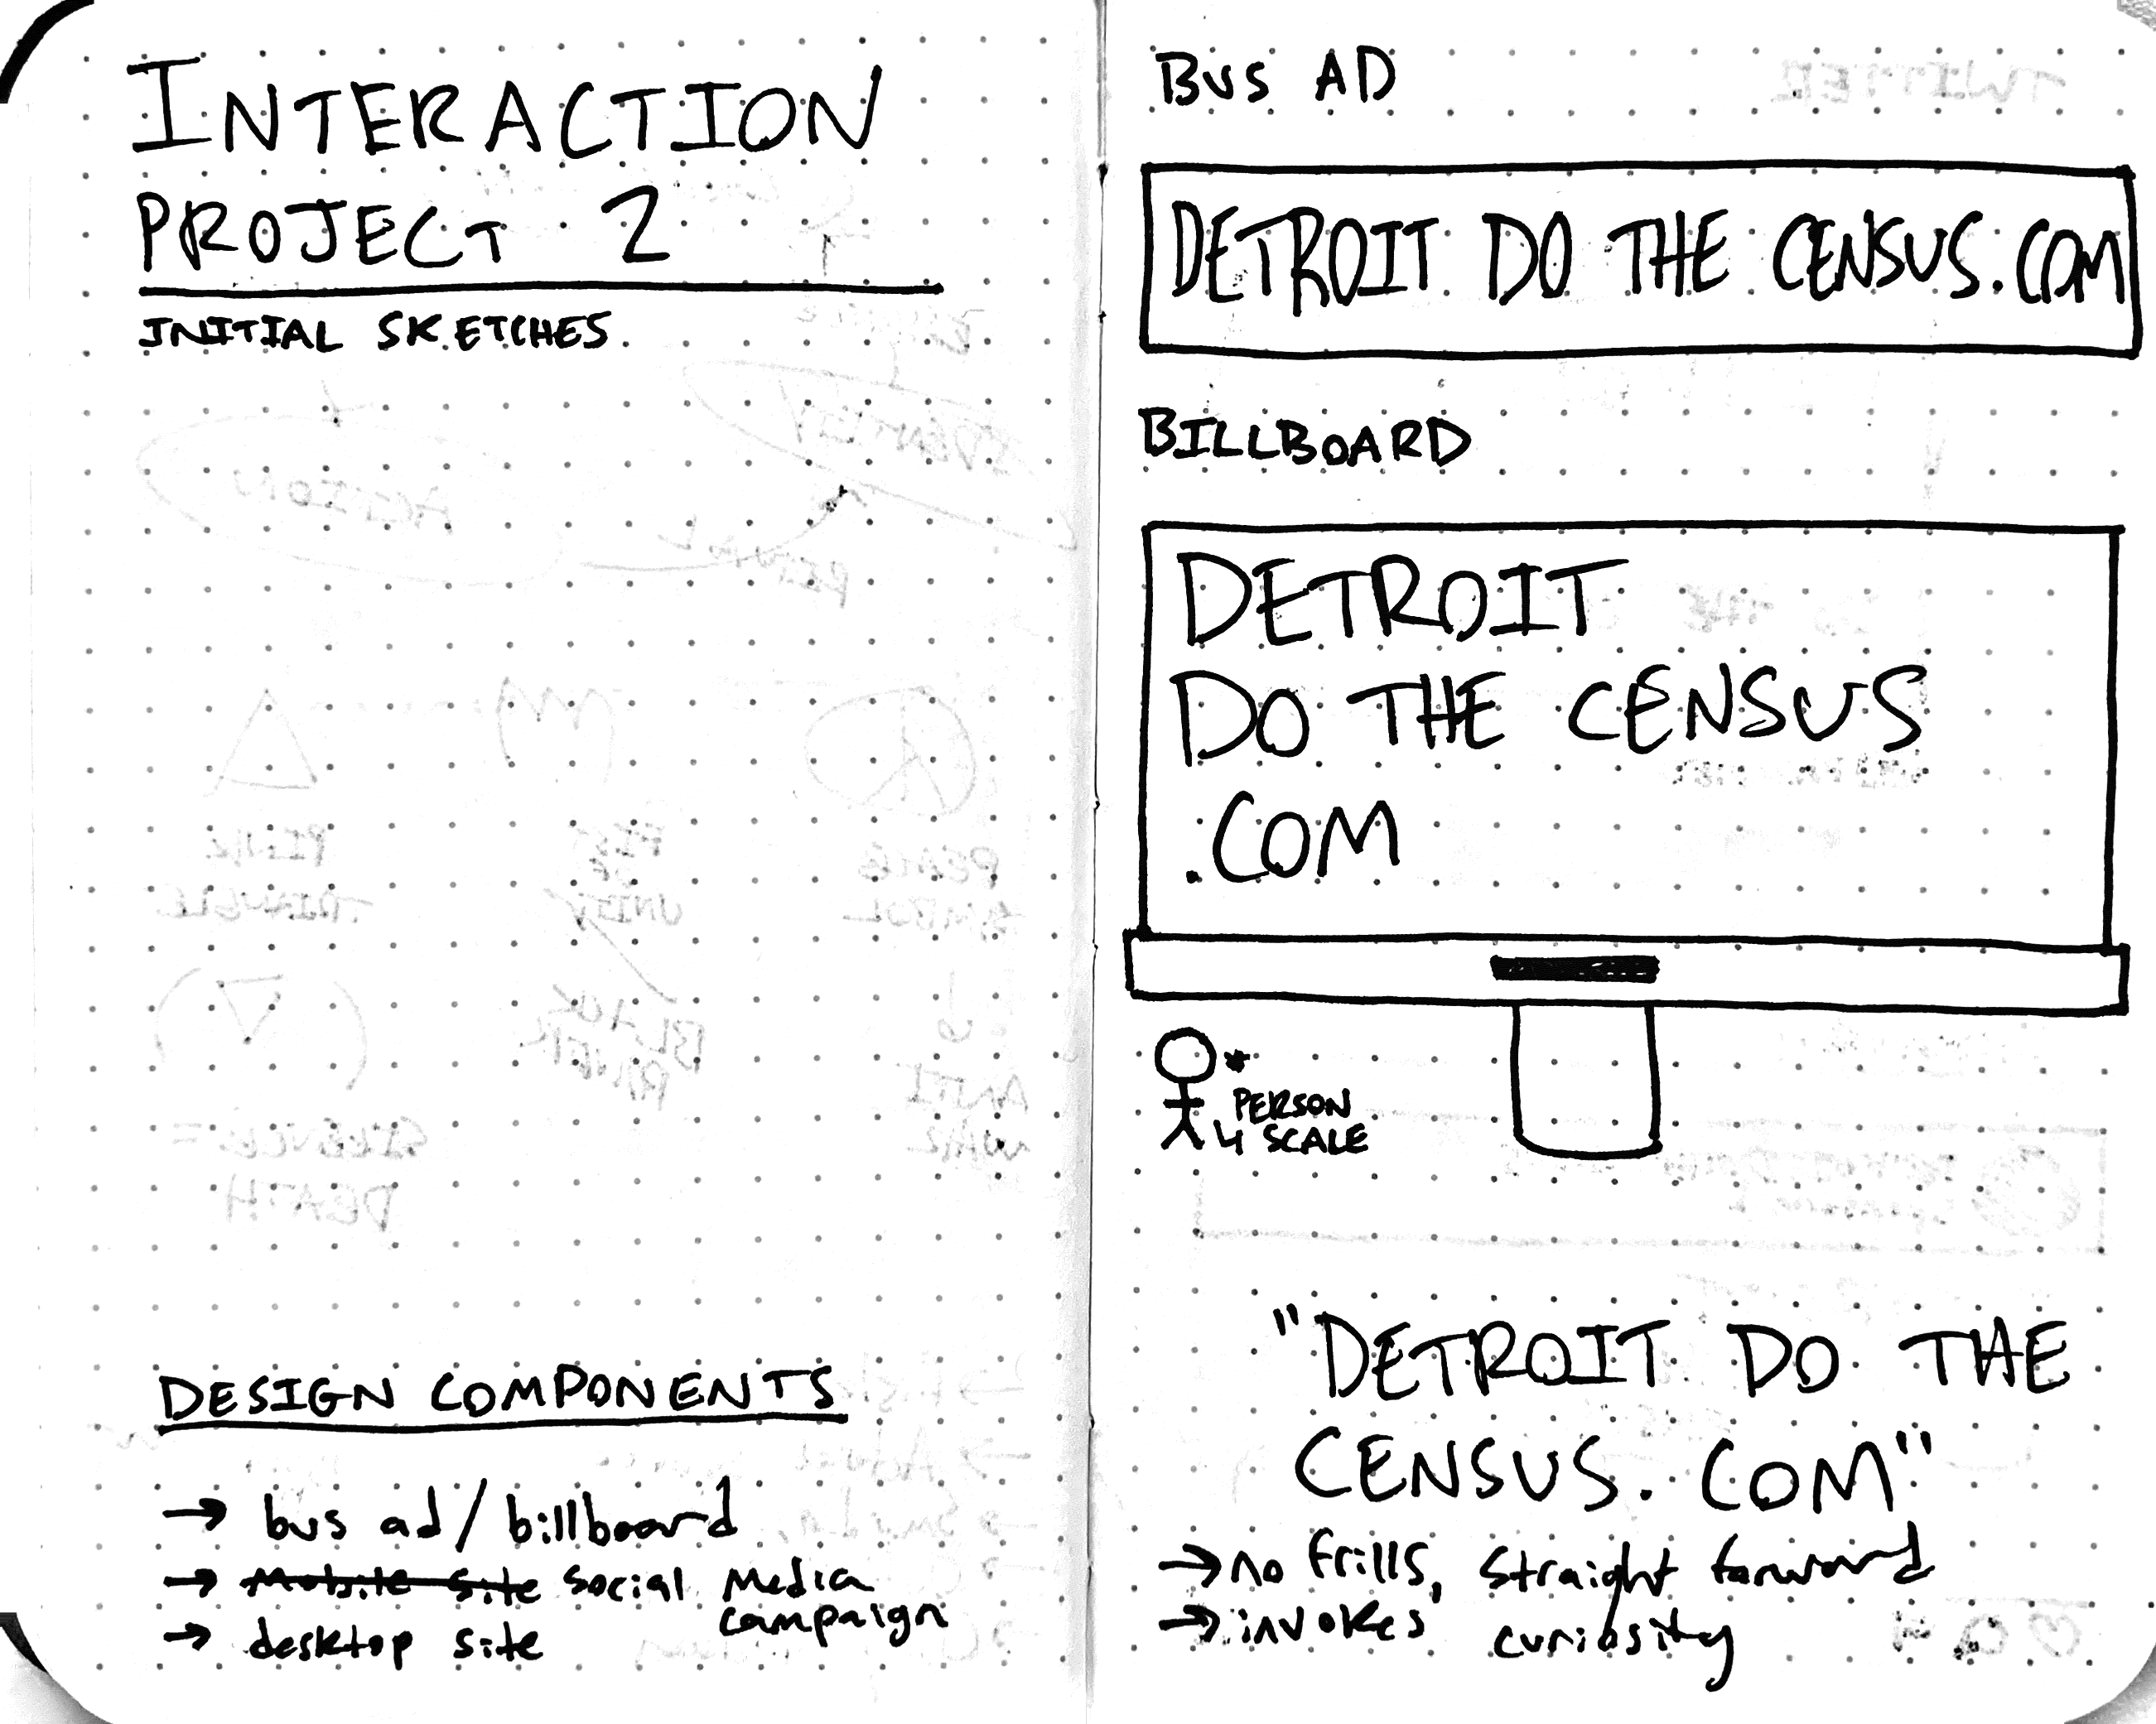 INTERACTION
PROJECT 2
INITIAL SKETCHES
DESIGN COMPONENTS
→ bus ad/billboard
→ Mobile site social media
campaign
→ desktop site
BUS AD
DETROIT DO THE CENSUS.COM
BILLBOARD
DETROIT
DO THE CENSUS
.COM
*
PERSON
4 SCALE
"DETROIT DO THE
CENSUS.COM"
→ no frills, straight forward
→ invokes curiosity